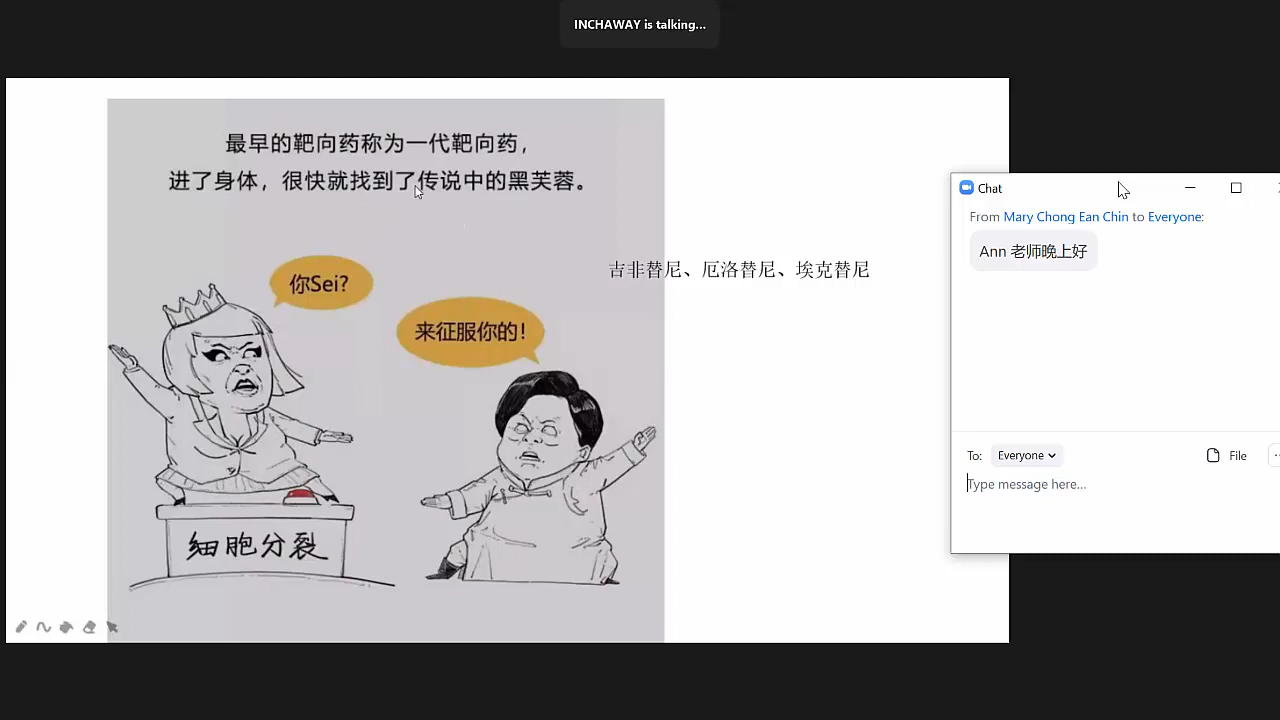 INCHAWAY is talking...
最早的靶向药称为一代靶向药，
进了身体，很快就找到了传说中的黑芙蓉。
你Sei?
来征服你的！
吉非替尼、厄洛替尼、埃克替尼
细胞分裂
Chat
From Mary Chong Ean Chin to Everyone:
Ann 老师晚上好
To: Everyone
File
Type message here...